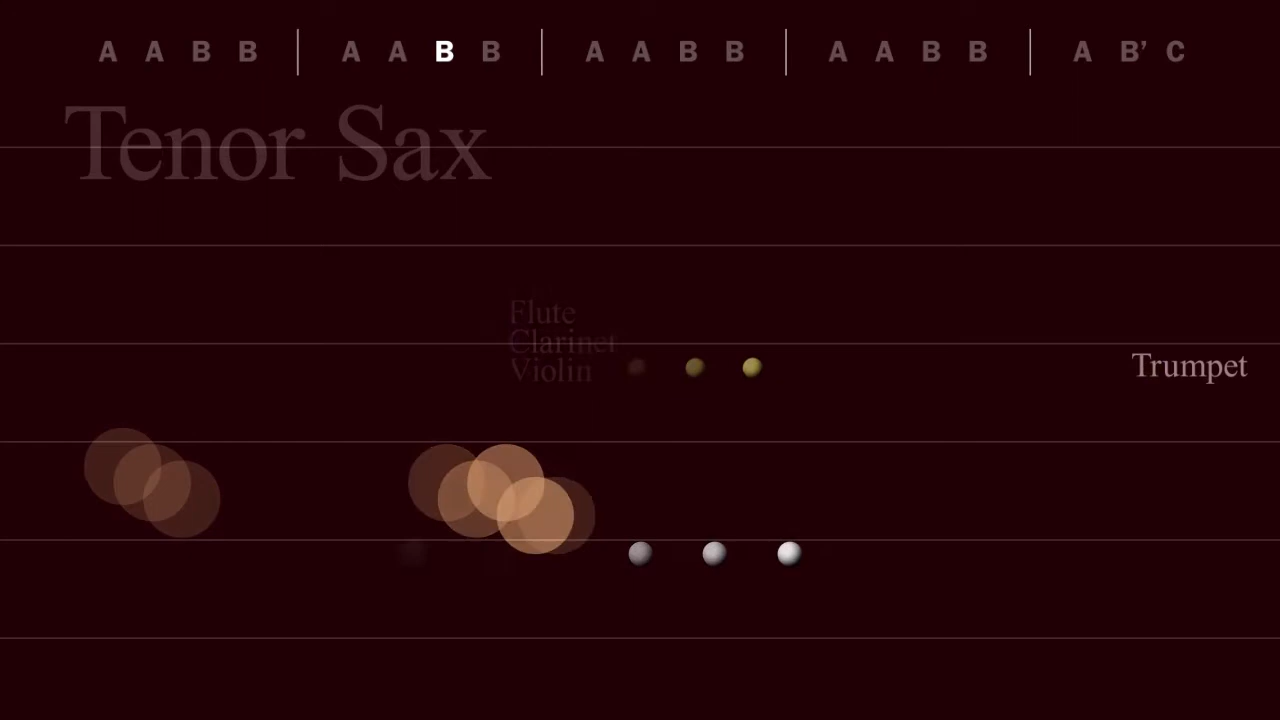 A A B B | A A B B | A A B B | A A B B | A B’ C
Tenor Sax
Flute
Clarinet
Violin
Trumpet